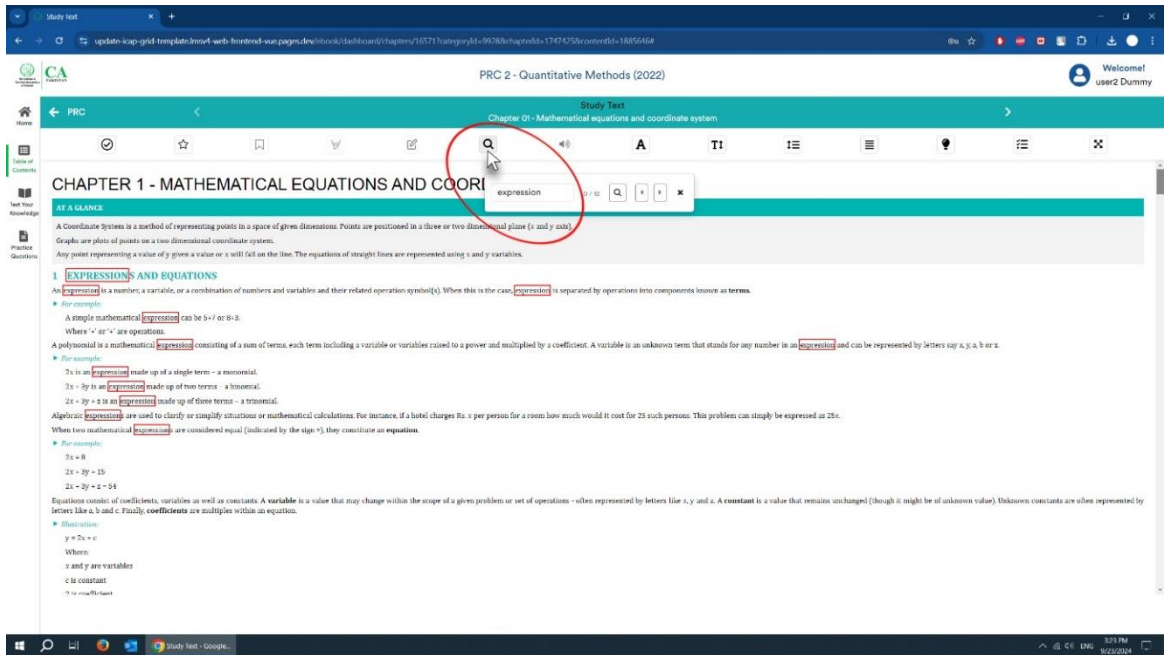 Study Text
update-icap-grid-template.lmsv4-web-frontend-vue.pages.dev/ebook/dashboard/chapters/16571?categoryId=9928&chapterId=1747425&contentId=1885646#
CA
PRC 2 - Quantitative Methods (2022)
Welcome!
user2 Dummy
Home
PRC
Study Text
Chapter 01 - Mathematical equations and coordinate system
Table of Contents
Test Your Knowledge
Practice Questions
CHAPTER 1 - MATHEMATICAL EQUATIONS AND COORD
expression
/ 12
AT A GLANCE
A Coordinate System is a method of representing points in a space of given dimensions. Points are positioned in a three or two dimensional plane (x and y axis).
Graphs are plots of points on a two dimensional coordinate system.
Any point representing a value of y given a value or x will fall on the line. The equations of straight lines are represented using x and y variables.
1 EXPRESSIONS AND EQUATIONS
An expression is a number, a variable, or a combination of numbers and variables and their related operation symbol(s). When this is the case, expression is separated by operations into components known as terms.
For example:
A simple mathematical expression can be 5+7 or 8÷3.
Where '+' or '÷' are operations.
A polynomial is a mathematical expression consisting of a sum of terms, each term including a variable or variables raised to a power and multiplied by a coefficient. A variable is an unknown term that stands for any number in an expression and can be represented by letters say x, y, a, b or z.
For example:
2x is an expression made up of a single term – a monomial.
2x + 3y is an expression made up of two terms – a binomial.
2x + 3y + z is an expression made up of three terms – a trinomial.
Algebraic expressions are used to clarify or simplify situations or mathematical calculations. For instance, if a hotel charges Rs. x per person for a room how much would it cost for 25 such persons. This problem can simply be expressed as 25x.
When two mathematical expressions are considered equal (indicated by the sign =), they constitute an equation.
For example:
2x = 8
2x + 3y = 15
2x + 3y + z = 54
Equations consist of coefficients, variables as well as constants. A variable is a value that may change within the scope of a given problem or set of operations - often represented by letters like x, y and z. A constant is a value that remains unchanged (though it might be of unknown value). Unknown constants are often represented by
letters like a, b and c. Finally, coefficients are multiples within an equation.
Illustration:
y = 2x + c
Where:
x and y are variables
c is constant
2 is coefficient
Study Text - Google...
ENG
3:23 PM
9/23/2024